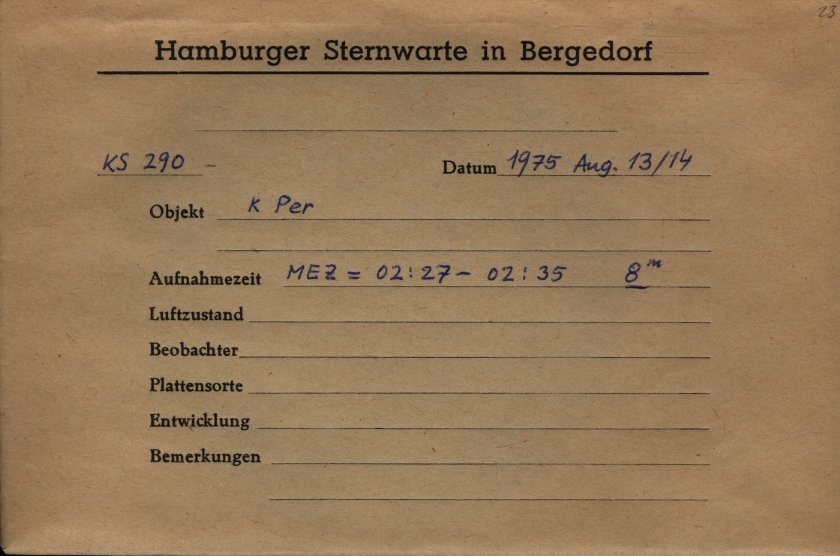 23
Hamburger Sternwarte in Bergedorf
KS 290 - Datum 1975 Aug. 13/14
Objekt K Per
Aufnahmezeit MEZ = 02:27 - 02:35 8m
Luftzustand
Beobachter
Plattensorte
Entwicklung
Bemerkungen